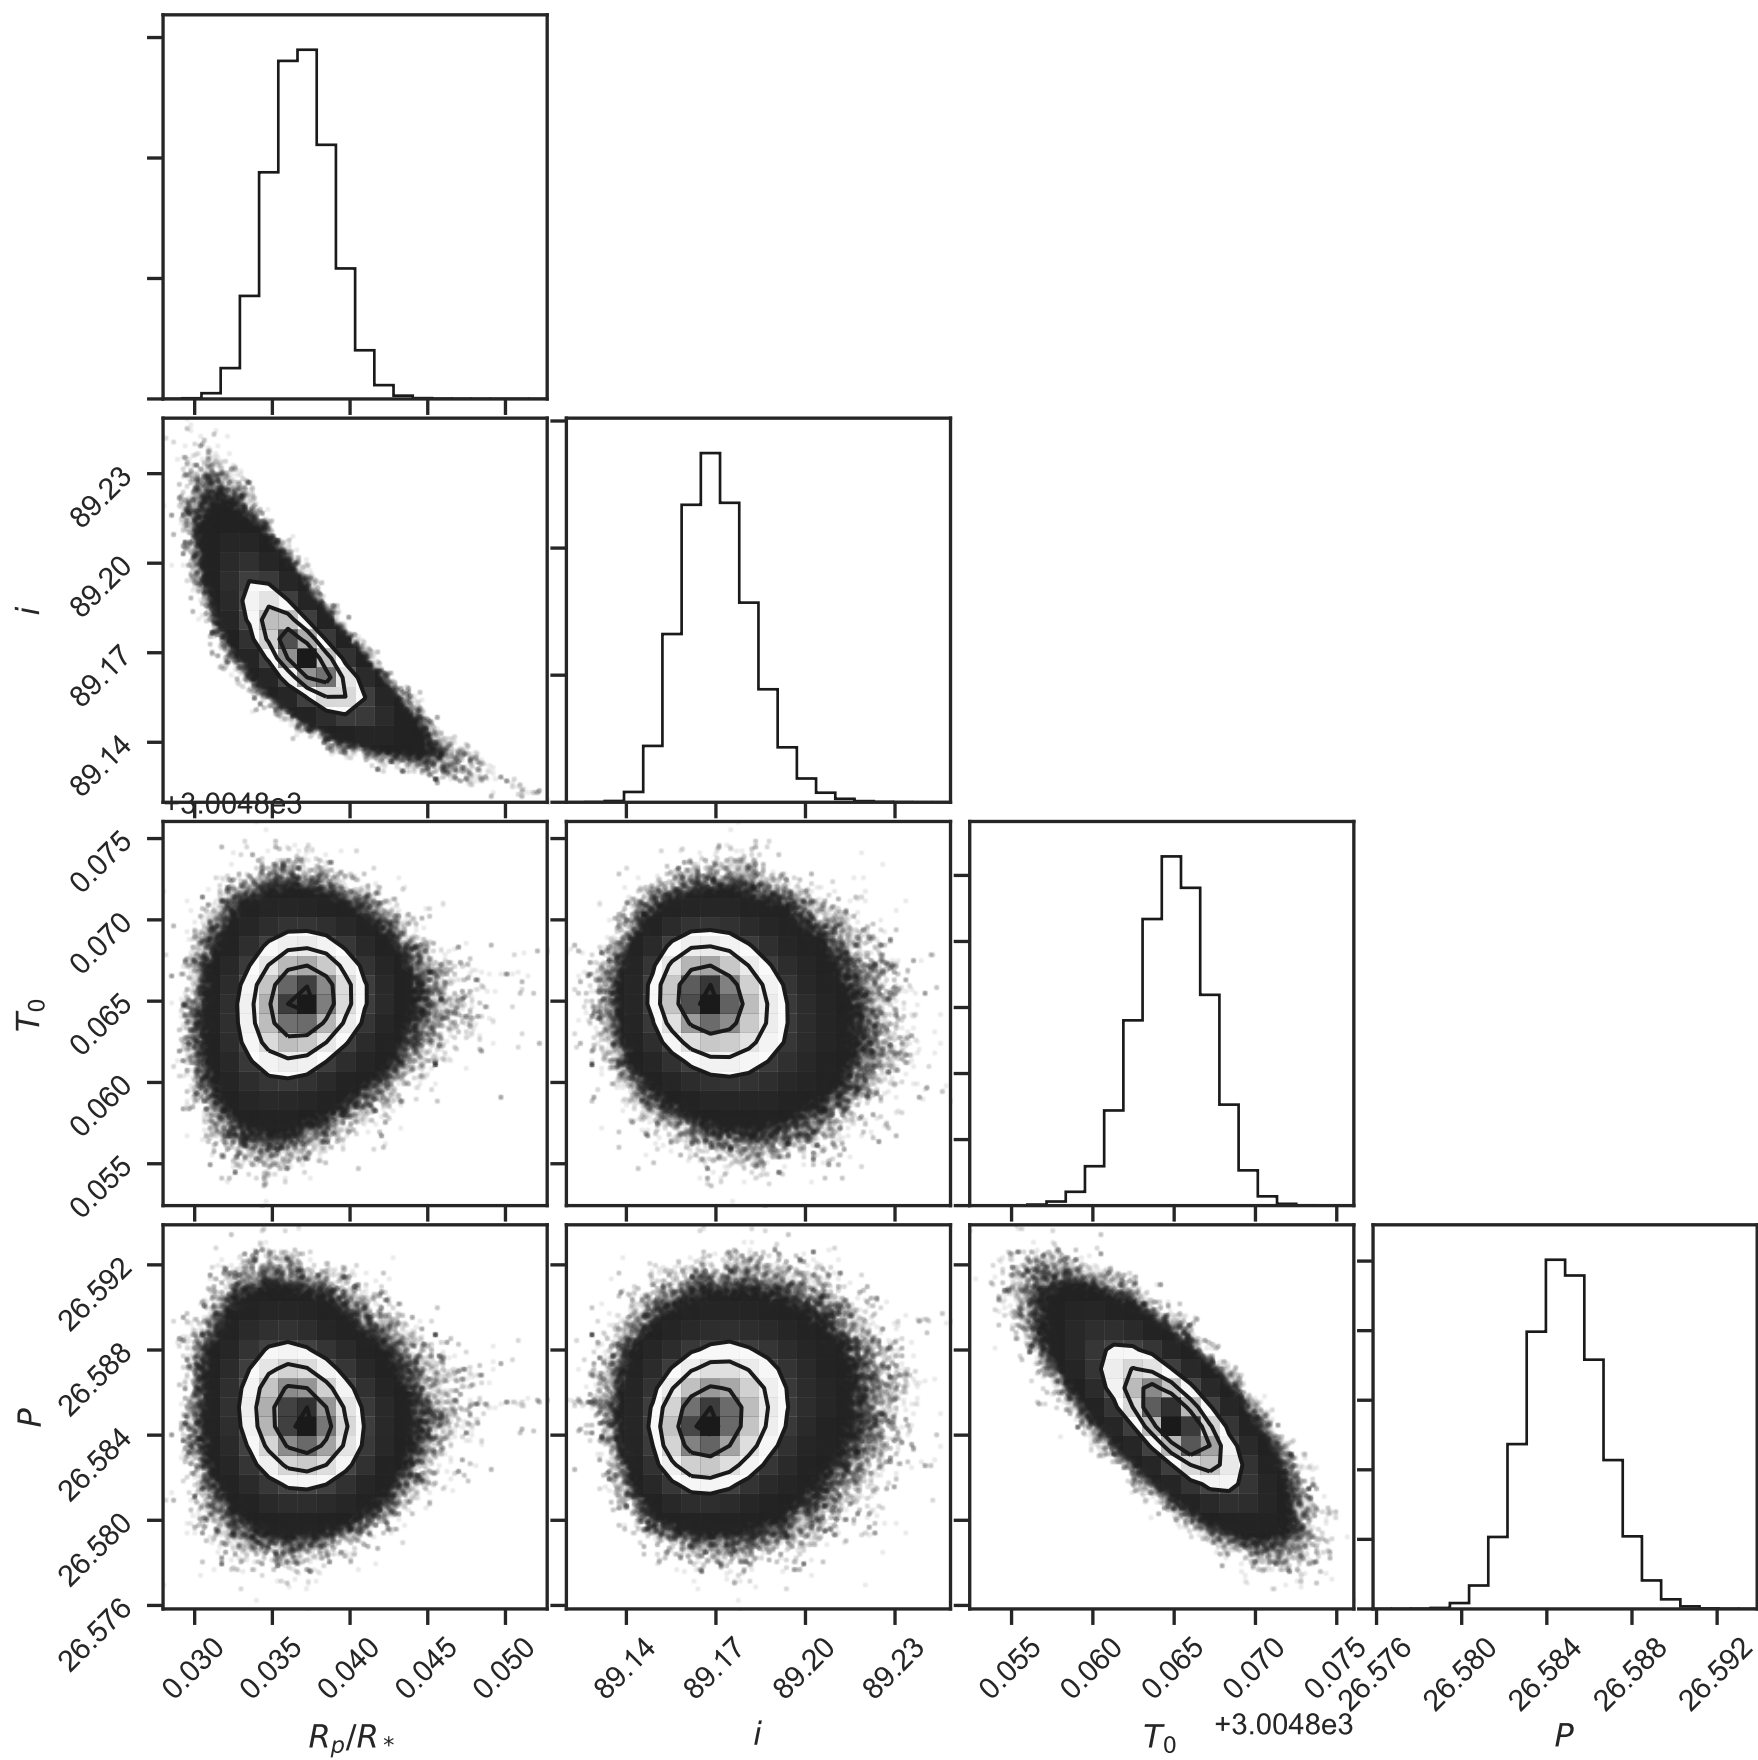 89.23
89.20
89.17
89.14
i
+3.0048e3
0.075
0.070
0.065
0.060
0.055
T₀
26.592
26.588
26.584
26.580
26.576
P
0.030 0.035 0.040 0.045 0.050
89.14 89.17 89.20 89.23
0.055 0.060 0.065 0.070 0.075
26.576 26.580 26.584 26.588 26.592
+3.0048e3
Rₚ/R* i T₀ P